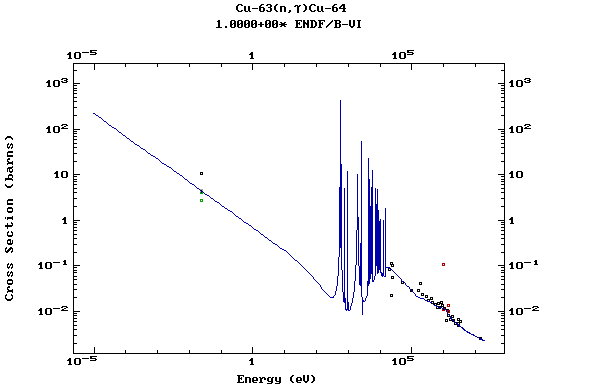 Cu-63(n,γ)Cu-64
1.0000+00* ENDF/B-VI
10⁻⁵ 1 10⁵
10³ 10³
10² 10²
10 10
1 1
10⁻¹ 10⁻¹
10⁻² 10⁻²
Cross Section (barns)
10⁻⁵ 1 10⁵
Energy (eV)